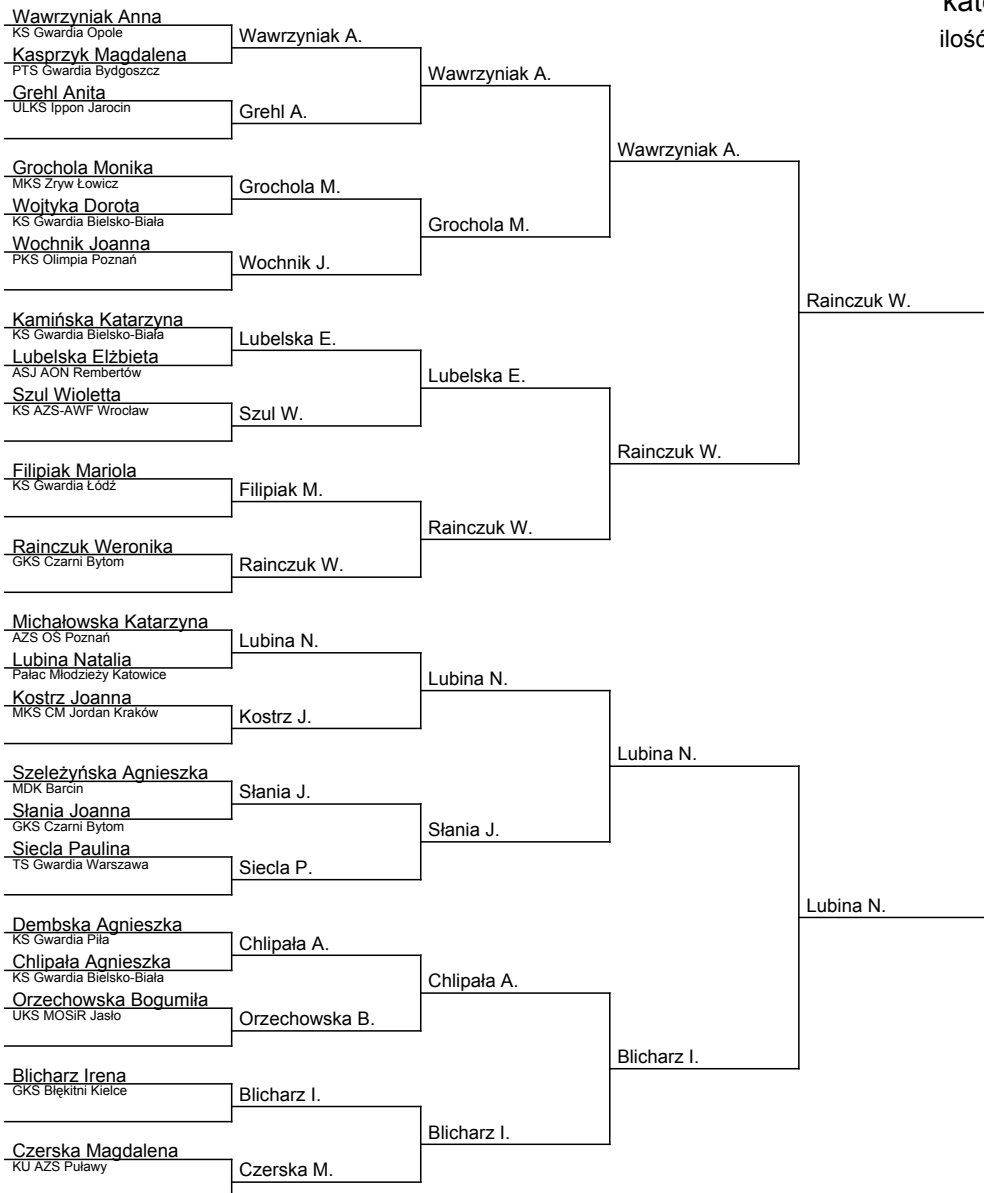 Wawrzyniak Anna
KS Gwardia Opole
Kasprzyk Magdalena
PTS Gwardia Bydgoszcz
Grehl Anita
ULKS Ippon Jarocin
Grochola Monika
MKS Zryw Łowicz
Wojtyka Dorota
KS Gwardia Bielsko-Biała
Wochnik Joanna
PKS Olimpia Poznań
Kamińska Katarzyna
KS Gwardia Bielsko-Biała
Lubelska Elżbieta
ASJ AON Rembertów
Szul Wioletta
KS AZS-AWF Wrocław
Filipiak Mariola
KS Gwardia Łódź
Rainczuk Weronika
GKS Czarni Bytom
Michałowska Katarzyna
AZS OŚ Poznań
Lubina Natalia
Pałac Młodzieży Katowice
Kostrz Joanna
MKS CM Jordan Kraków
Szeleżyńska Agnieszka
MDK Barcin
Słania Joanna
GKS Czarni Bytom
Siecla Paulina
TS Gwardia Warszawa
Dembska Agnieszka
KS Gwardia Piła
Chlipała Agnieszka
KS Gwardia Bielsko-Biała
Orzechowska Bogumiła
UKS MOSiR Jasło
Blicharz Irena
GKS Błękitni Kielce
Czerska Magdalena
KU AZS Puławy
Wawrzyniak A.
Grehl A.
Grochola M.
Wochnik J.
Lubelska E.
Szul W.
Filipiak M.
Rainczuk W.
Lubina N.
Kostrz J.
Słania J.
Siecla P.
Chlipała A.
Orzechowska B.
Blicharz I.
Czerska M.
Wawrzyniak A.
Grochola M.
Lubelska E.
Rainczuk W.
Lubina N.
Słania J.
Chlipała A.
Blicharz I.
Wawrzyniak A.
Rainczuk W.
Lubina N.
Blicharz I.
Rainczuk W.
Lubina N.
ilość